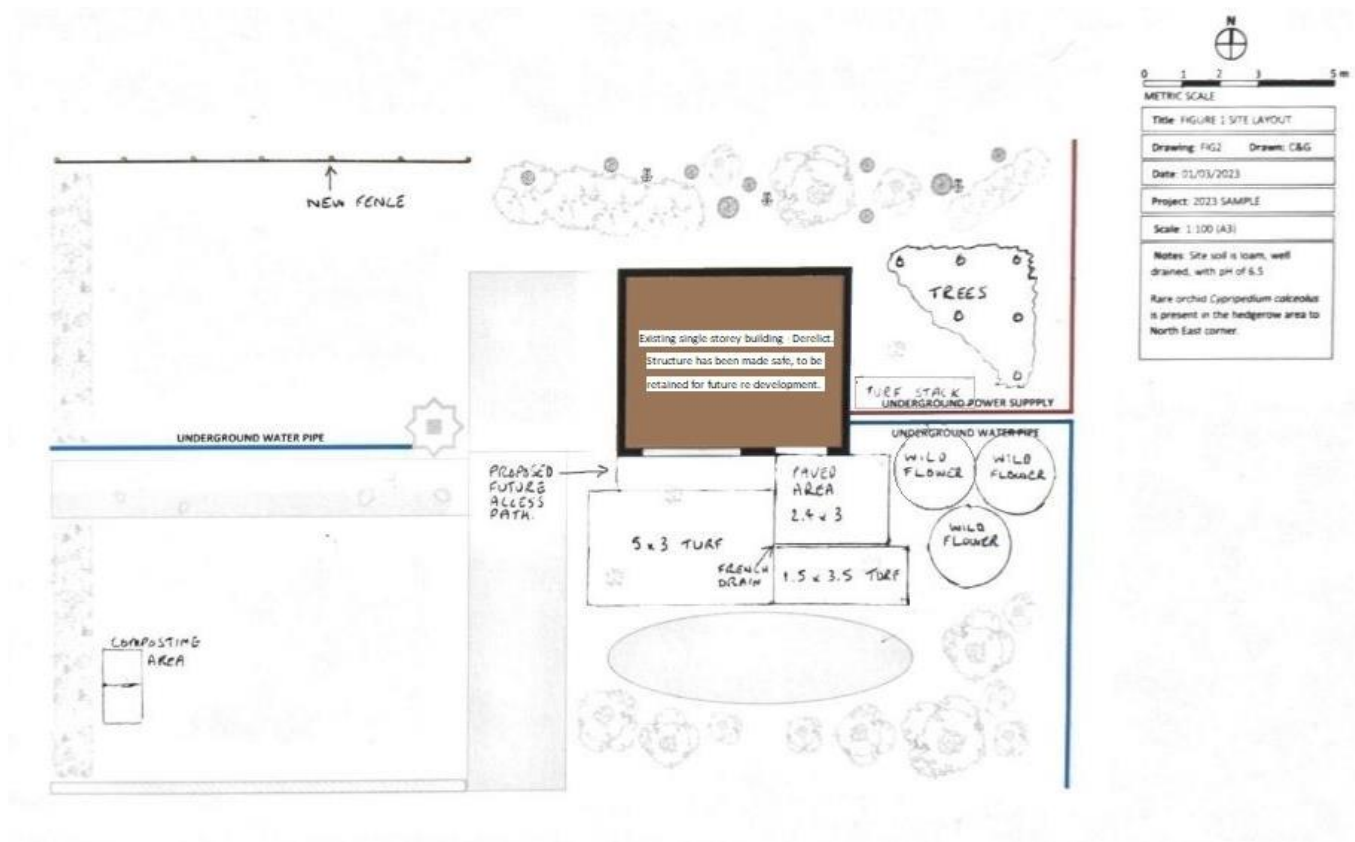 N
0 1 2 3 5 m
METRIC SCALE
Title: FIGURE 1 SITE LAYOUT
Drawing: FIG2 Drawn: C&G
Date: 01/03/2023
Project: 2023 SAMPLE
Scale: 1:100 (A3)
Notes: Site soil is loam, well
drained, with pH of 6.5
Rare orchid Cypripedium calceolus
is present in the hedgerow area to
North East corner.
NEW FENCE
TREES
Existing single storey building - Derelict.
Structure has been made safe, to be
retained for future re-development.
TURF STACK
UNDERGROUND POWER SUPPPLY
UNDERGROUND WATER PIPE
UNDERGROUND WATER PIPE
PROPOSED
FUTURE
ACCESS
PATH.
PAVED
AREA
2.4 x 3
WILD
FLOWER
WILD
FLOWER
WILD
FLOWER
5 x 3 TURF
FRENCH
DRAIN
1.5 x 3.5 TURF
COMPOSTING
AREA